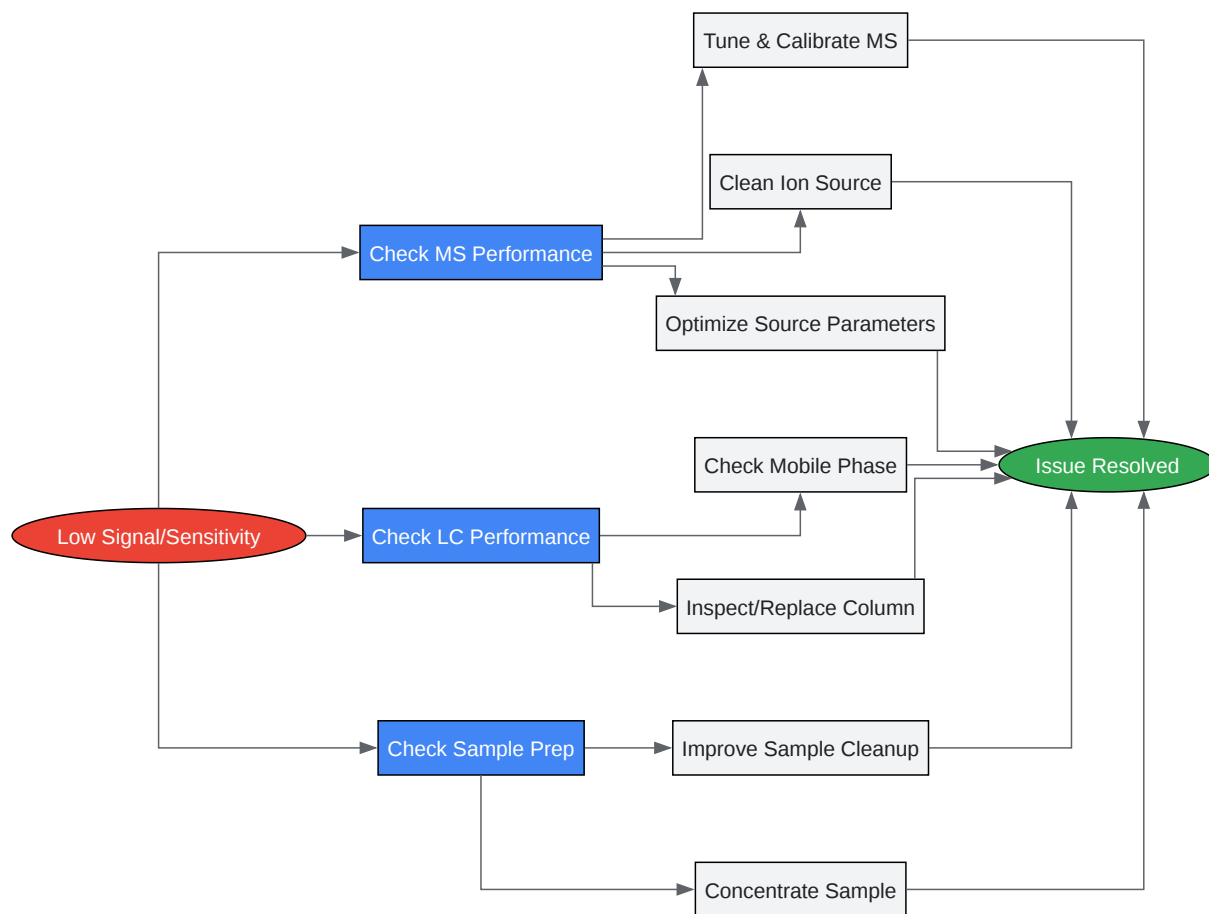 Tune & Calibrate MS
Clean Ion Source
Check MS Performance
Optimize Source Parameters
Check Mobile Phase
Issue Resolved
Low Signal/Sensitivity
Check LC Performance
Inspect/Replace Column
Check Sample Prep
Improve Sample Cleanup
Concentrate Sample